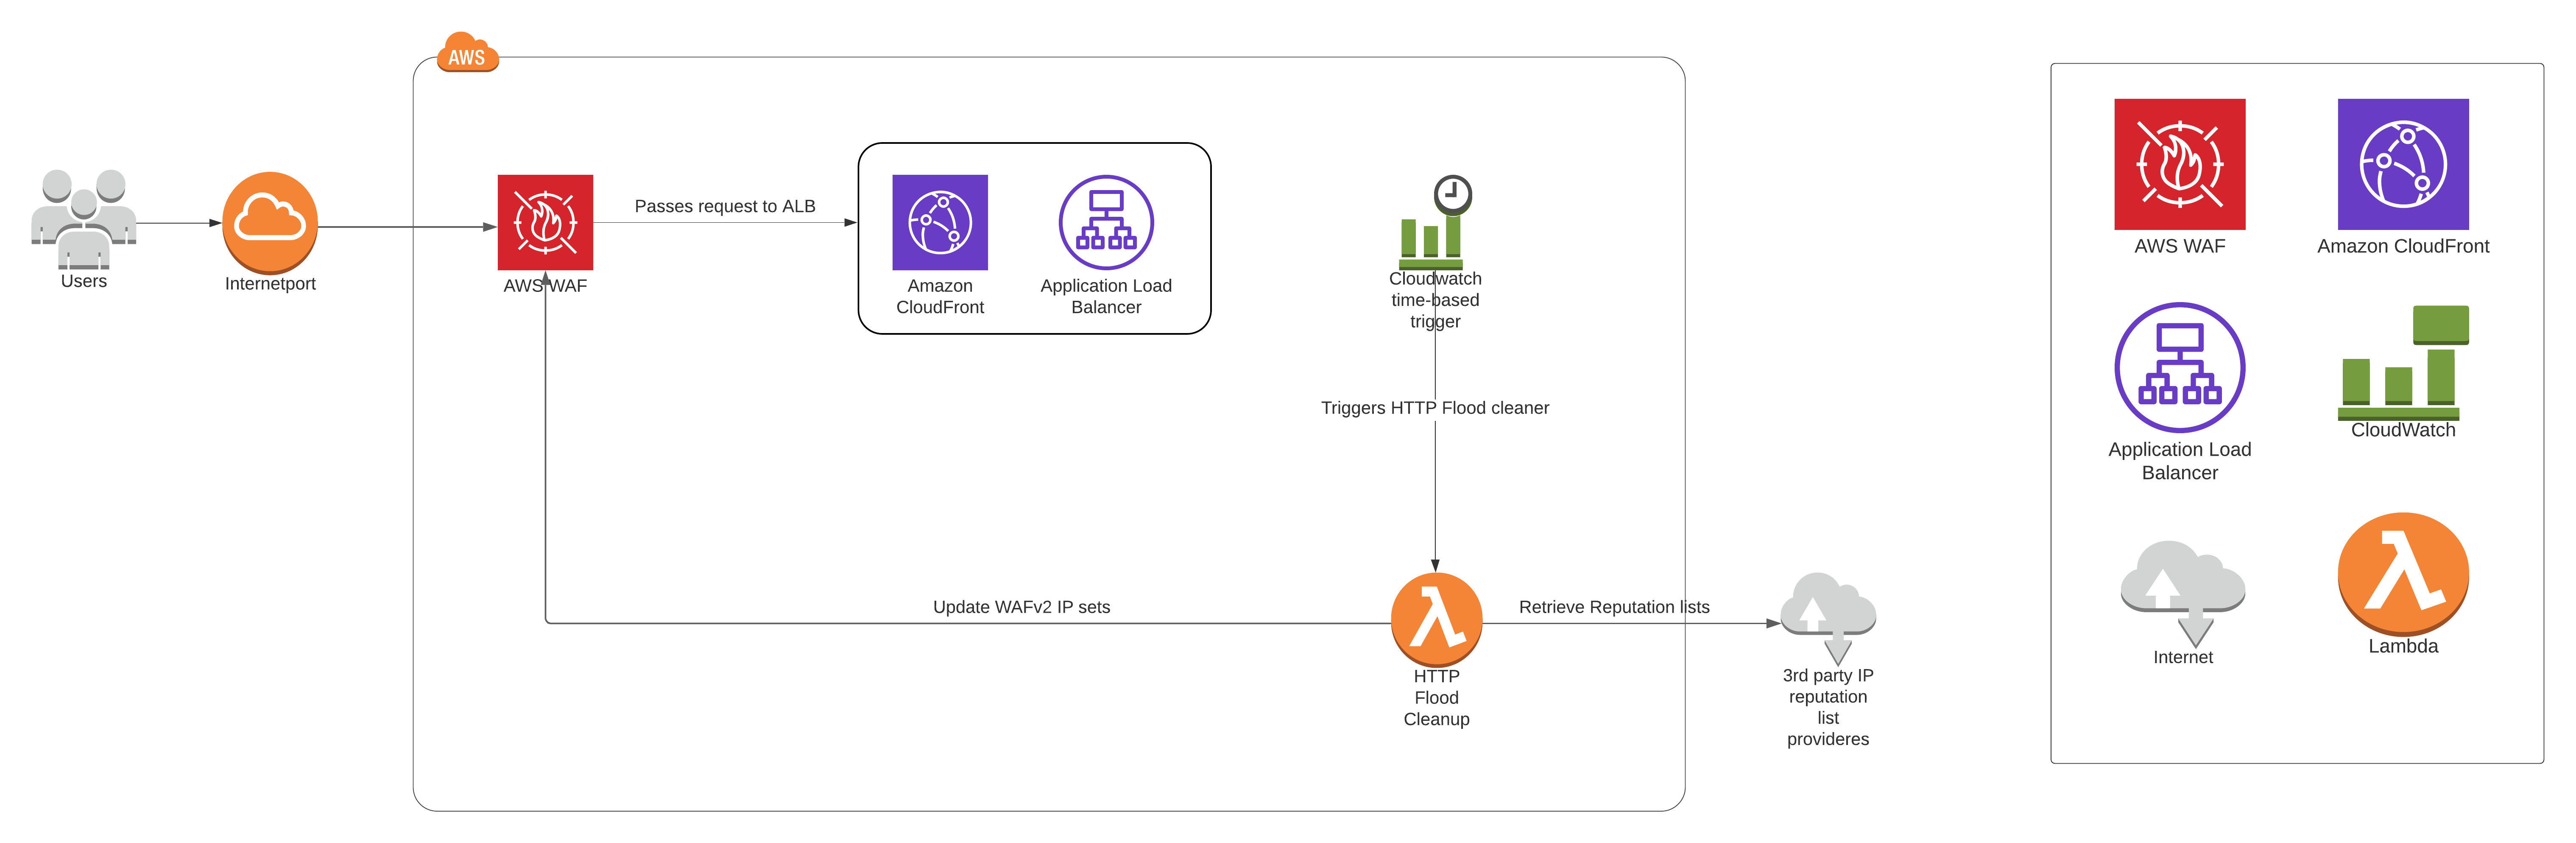 AWS
Users
Internetport
AWS WAF
Passes request to ALB
Amazon
CloudFront
Application Load
Balancer
Cloudwatch
time-based
trigger
Triggers HTTP Flood cleaner
Update WAFv2 IP sets
HTTP
Flood
Cleanup
Retrieve Reputation lists
3rd party IP
reputation
list
provideres
AWS WAF
Amazon CloudFront
Application Load
Balancer
CloudWatch
Internet
Lambda